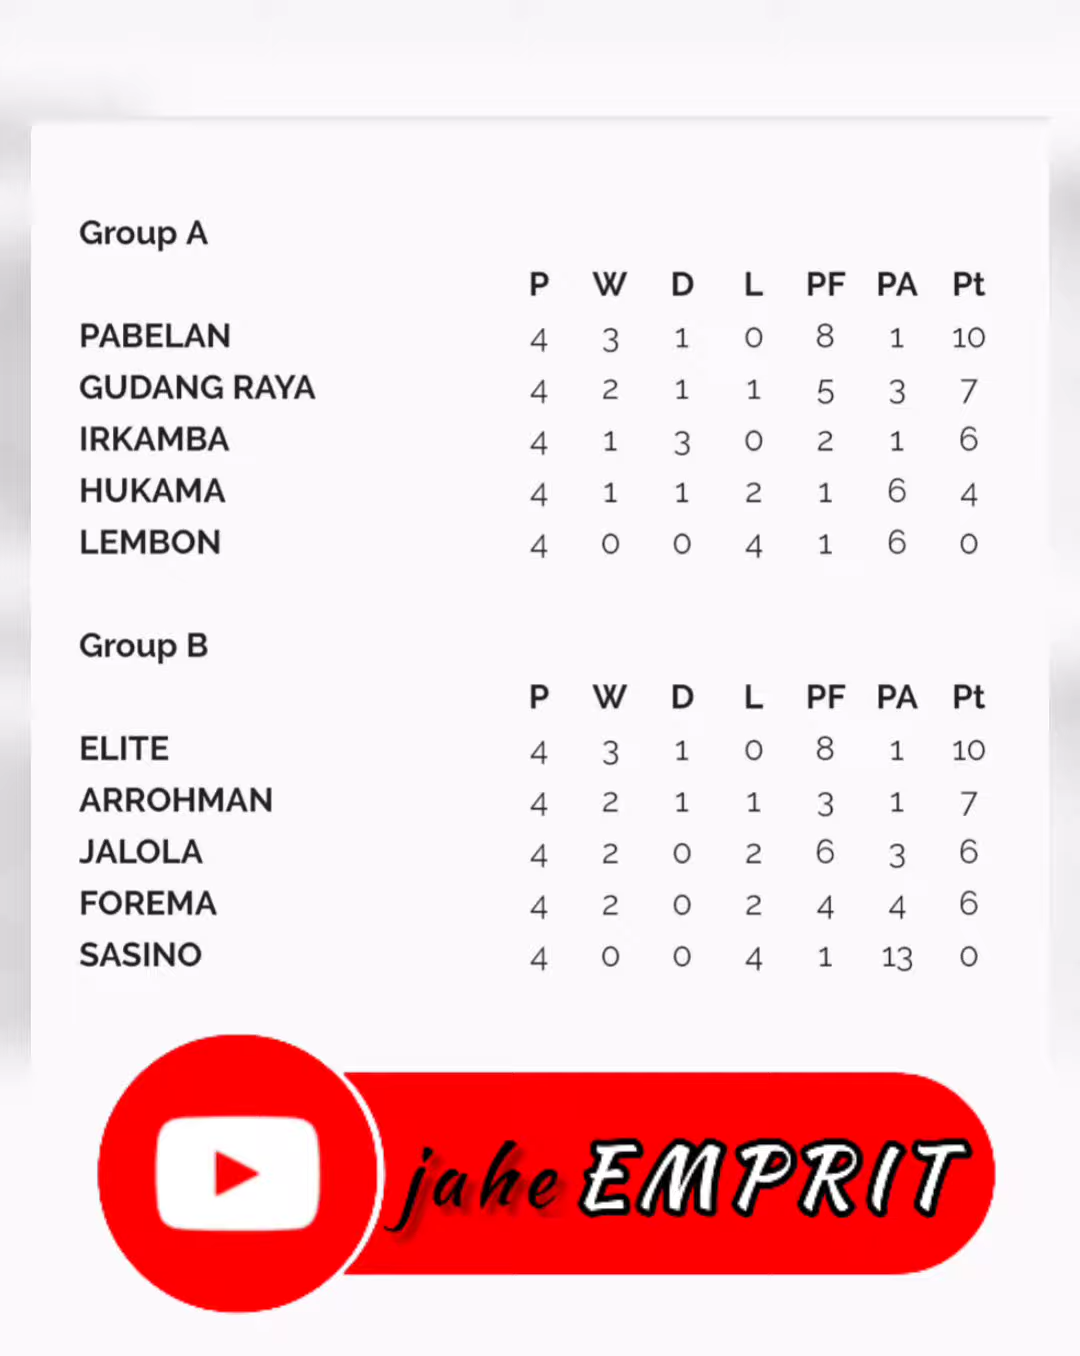 Group A
P W D L PF PA Pt
PABELAN 4 3 1 0 8 1 10
GUDANG RAYA 4 2 1 1 5 3 7
IRKAMBA 4 1 3 0 2 1 6
HUKAMA 4 1 1 2 1 6 4
LEMBON 4 0 0 4 1 6 0
Group B
P W D L PF PA Pt
ELITE 4 3 1 0 8 1 10
ARROHMAN 4 2 1 1 3 1 7
JALOLA 4 2 0 2 6 3 6
FOREMA 4 2 0 2 4 4 6
SASINO 4 0 0 4 1 13 0
jahe EMPRIT